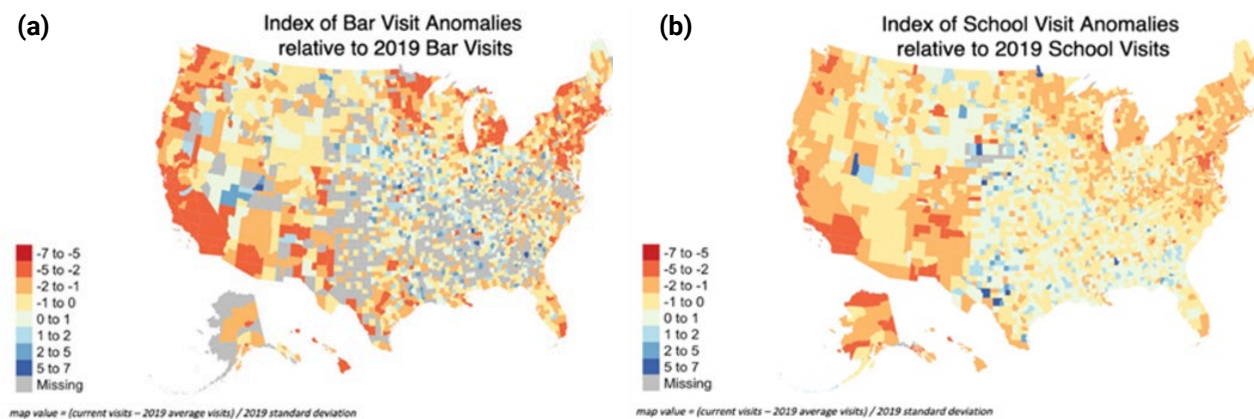 (a)
Index of Bar Visit Anomalies
relative to 2019 Bar Visits
-7 to -5
-5 to -2
-2 to -1
-1 to 0
0 to 1
1 to 2
2 to 5
5 to 7
Missing
map value = (current visits – 2019 average visits) / 2019 standard deviation
(b)
Index of School Visit Anomalies
relative to 2019 School Visits
-7 to -5
-5 to -2
-2 to -1
-1 to 0
0 to 1
1 to 2
2 to 5
5 to 7
Missing
map value = (current visits – 2019 average visits) / 2019 standard deviation